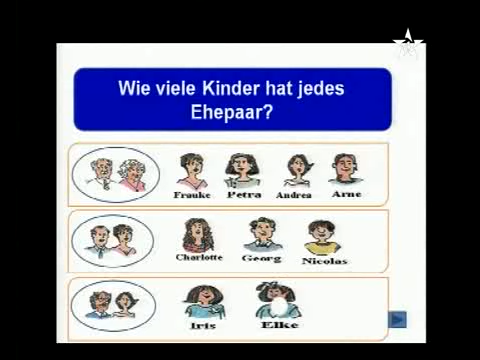 Wie viele Kinder hat jedes
Ehepaar?
Frauke Petra Andrea Arne
Charlotte Georg Nicolas
Iris Elke